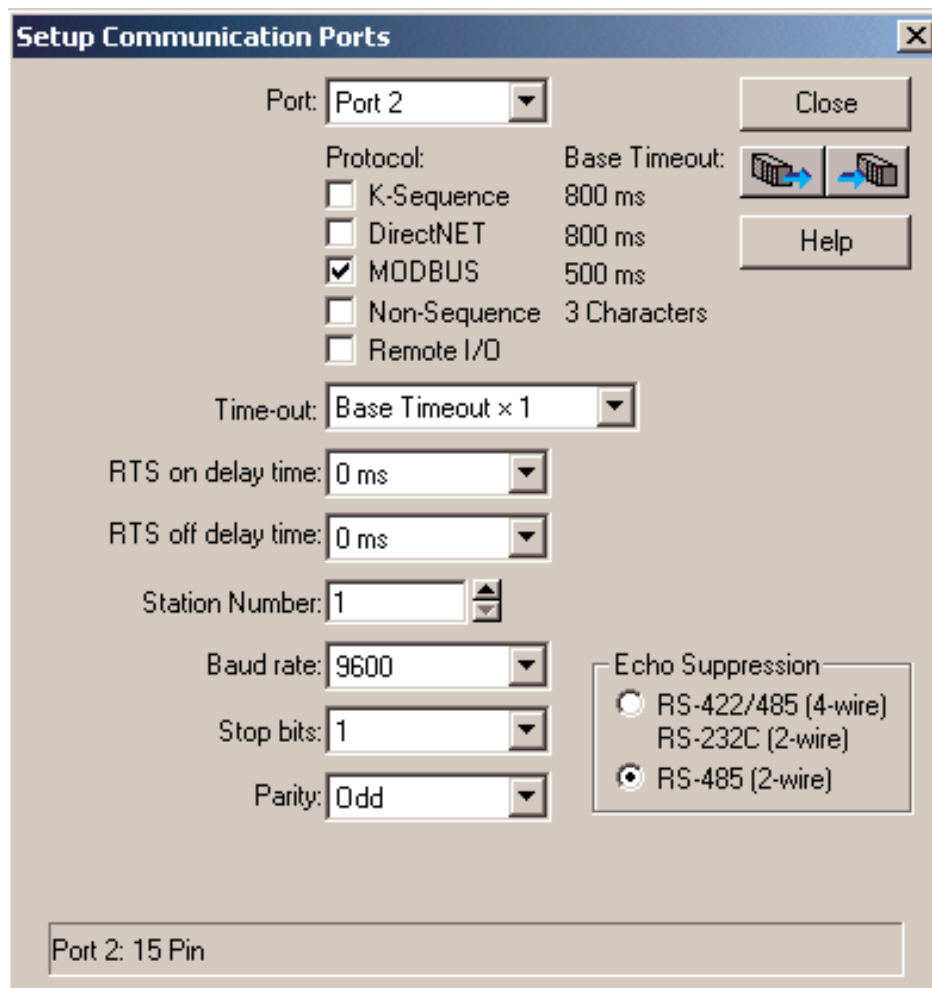 Setup Communication Ports
Port: Port 2
Close
Protocol: Base Timeout:
K-Sequence 800 ms
DirectNET 800 ms
Help
MODBUS 500 ms
Non-Sequence 3 Characters
Remote I/O
Time-out: Base Timeout × 1
RTS on delay time: 0 ms
RTS off delay time: 0 ms
Station Number: 1
Baud rate: 9600
Stop bits: 1
Parity: Odd
Echo Suppression
RS-422/485 (4-wire)
RS-232C (2-wire)
RS-485 (2-wire)
Port 2: 15 Pin